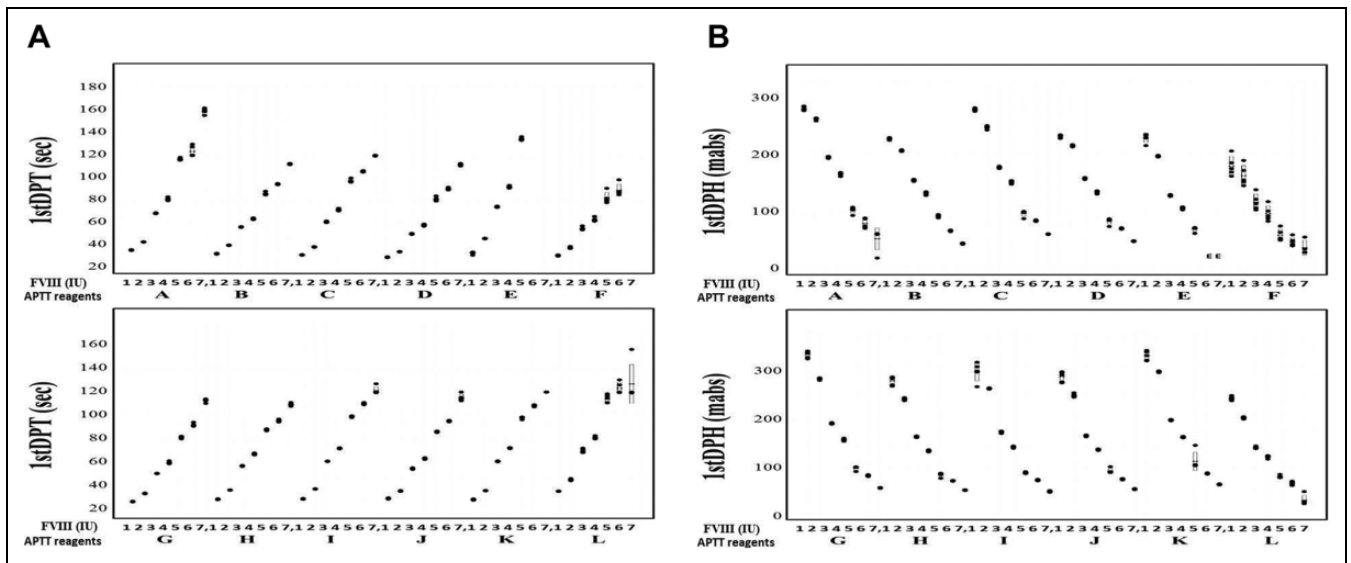 A
1stDPT (sec)
180
160
140
120
100
80
60
40
20
FVIII (IU) 1 2 3 4 5 6 7,1 2 3 4 5 6 7,1 2 3 4 5 6 7,1 2 3 4 5 6 7,1 2 3 4 5 6 7,1 2 3 4 5 6 7
APTT reagents A B C D E F
1stDPT (sec)
160
140
120
100
80
60
40
20
FVIII (IU) 1 2 3 4 5 6 7,1 2 3 4 5 6 7,1 2 3 4 5 6 7,1 2 3 4 5 6 7,1 2 3 4 5 6 7,1 2 3 4 5 6 7
APTT reagents G H I J K L
B
1stDPH (mabs)
300
200
100
0
E E
FVIII (IU) 1 2 3 4 5 6 7,1 2 3 4 5 6 7,1 2 3 4 5 6 7,1 2 3 4 5 6 7,1 2 3 4 5 6 7,1 2 3 4 5 6 7
APTT reagents A B C D E F
1stDPH (mabs)
300
200
100
0
FVIII (IU) 1 2 3 4 5 6 7,1 2 3 4 5 6 7,1 2 3 4 5 6 7,1 2 3 4 5 6 7,1 2 3 4 5 6 7,1 2 3 4 5 6 7
APTT reagents G H I J K L